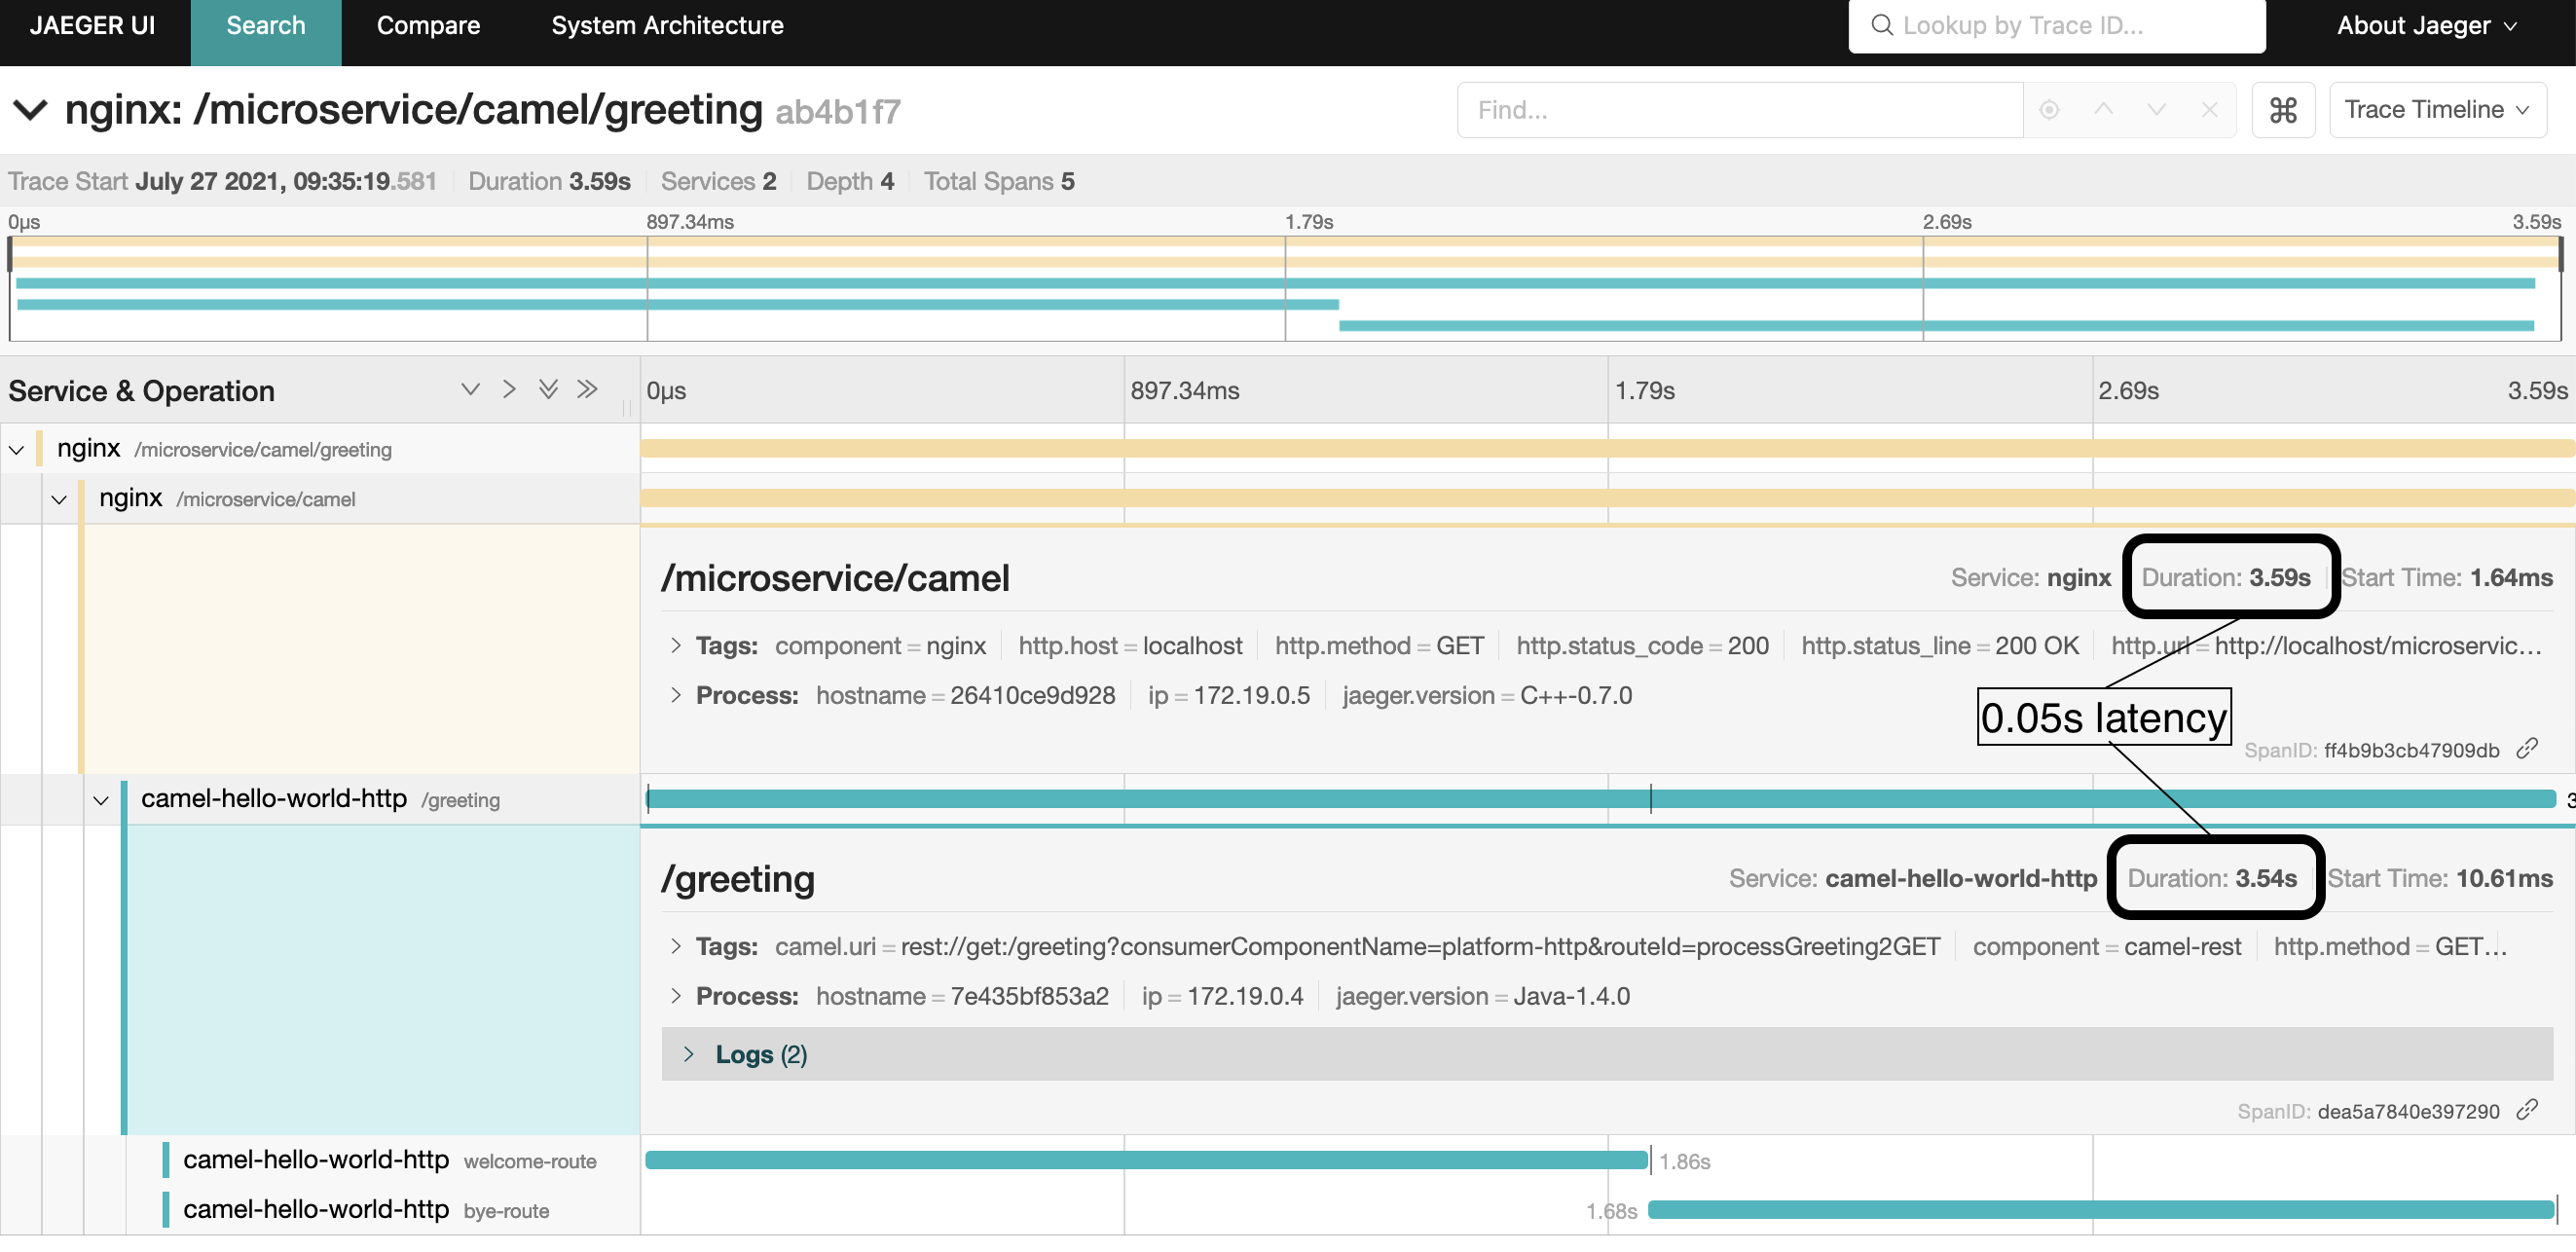 JAEGER UI Search Compare System Architecture Lookup by Trace ID... About Jaeger
nginx: /microservice/camel/greeting ab4b1f7 Find... ⌘ Trace Timeline
Trace Start July 27 2021, 09:35:19.581 Duration 3.59s Services 2 Depth 4 Total Spans 5
0μs 897.34ms 1.79s 2.69s 3.59s
Service & Operation 0μs 897.34ms 1.79s 2.69s 3.59s
nginx /microservice/camel/greeting
nginx /microservice/camel
/microservice/camel Service: nginx Duration: 3.59s Start Time: 1.64ms
Tags: component = nginx http.host = localhost http.method = GET http.status_code = 200 http.status_line = 200 OK http.url = http://localhost/microservic...
Process: hostname = 26410ce9d928 ip = 172.19.0.5 jaeger.version = C++-0.7.0
0.05s latency
SpanID: ff4b9b3cb47909db
camel-hello-world-http /greeting 3
/greeting Service: camel-hello-world-http Duration: 3.54s Start Time: 10.61ms
Tags: camel.uri = rest://get:/greeting?consumerComponentName=platform-http&routeId=processGreeting2GET component = camel-rest http.method = GET...
Process: hostname = 7e435bf853a2 ip = 172.19.0.4 jaeger.version = Java-1.4.0
Logs (2)
SpanID: dea5a7840e397290
camel-hello-world-http welcome-route 1.86s
camel-hello-world-http bye-route 1.68s